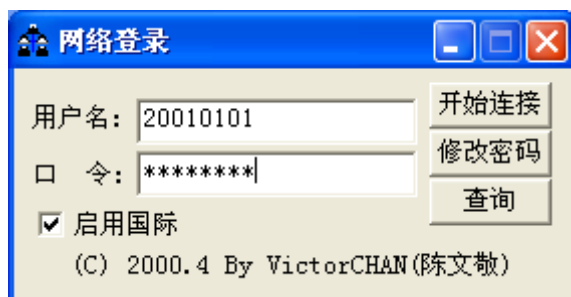 网络登录
用户名: 20010101
开始连接
口 令: ********
修改密码
查询
启用国际
(C) 2000.4 By VictorCHAN(陈文敬)